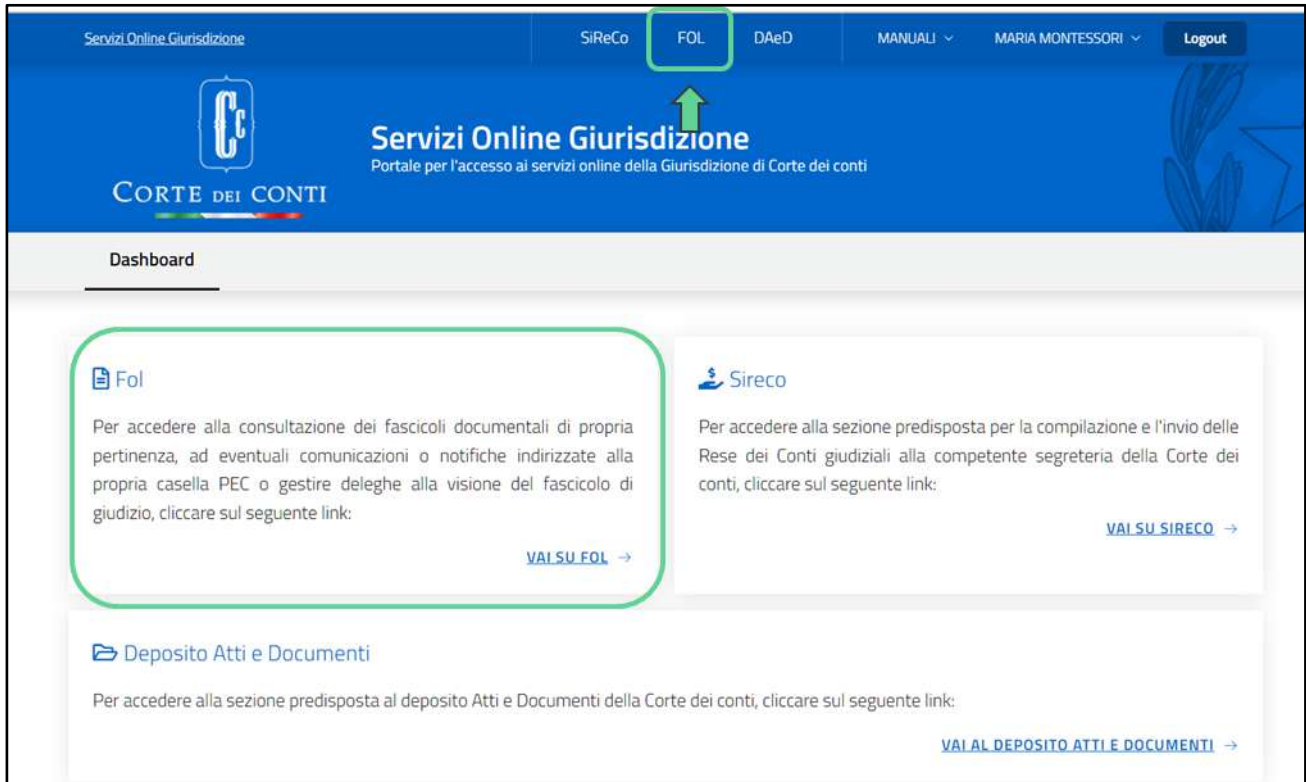 Servizi Online Giurisdizione
SiReCo
FOL
DAeD
MANUALI
MARIA MONTESSORI
Logout
CORTE DEI CONTI
Servizi Online Giurisdizione
Portale per l'accesso ai servizi online della Giurisdizione di Corte dei conti
Dashboard
Fol
Per accedere alla consultazione dei fascicoli documentali di propria
pertinenza, ad eventuali comunicazioni o notifiche indirizzate alla
propria casella PEC o gestire deleghe alla visione del fascicolo di
giudizio, cliccare sul seguente link:
VAI SU FOL →
Sireco
Per accedere alla sezione predisposta per la compilazione e l'invio delle
Rese dei Conti giudiziali alla competente segreteria della Corte dei
conti, cliccare sul seguente link:
VAI SU SIRECO →
Deposito Atti e Documenti
Per accedere alla sezione predisposta al deposito Atti e Documenti della Corte dei conti, cliccare sul seguente link:
VAI AL DEPOSITO ATTI E DOCUMENTI →